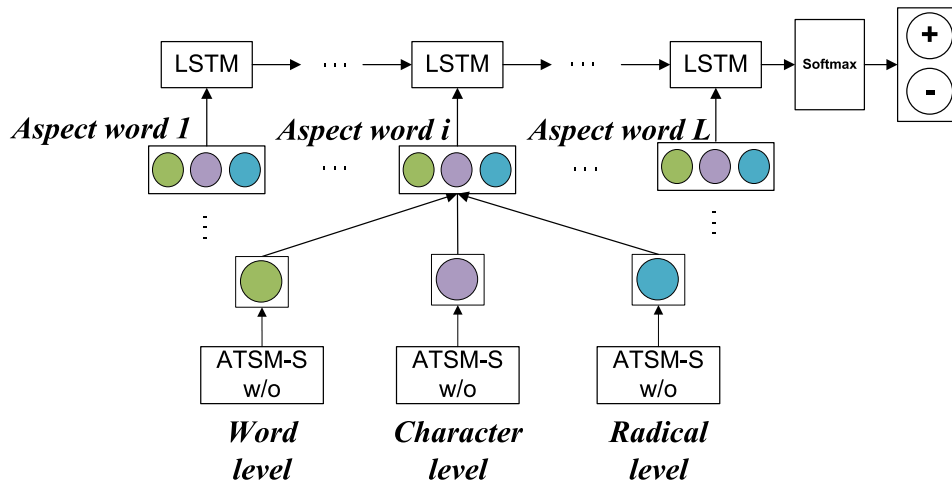 LSTM ... LSTM ... LSTM Softmax +
-
Aspect word 1 Aspect word i Aspect word L
... ...
ATSM-S ATSM-S ATSM-S
w/o w/o w/o
Word Character Radical
level level level